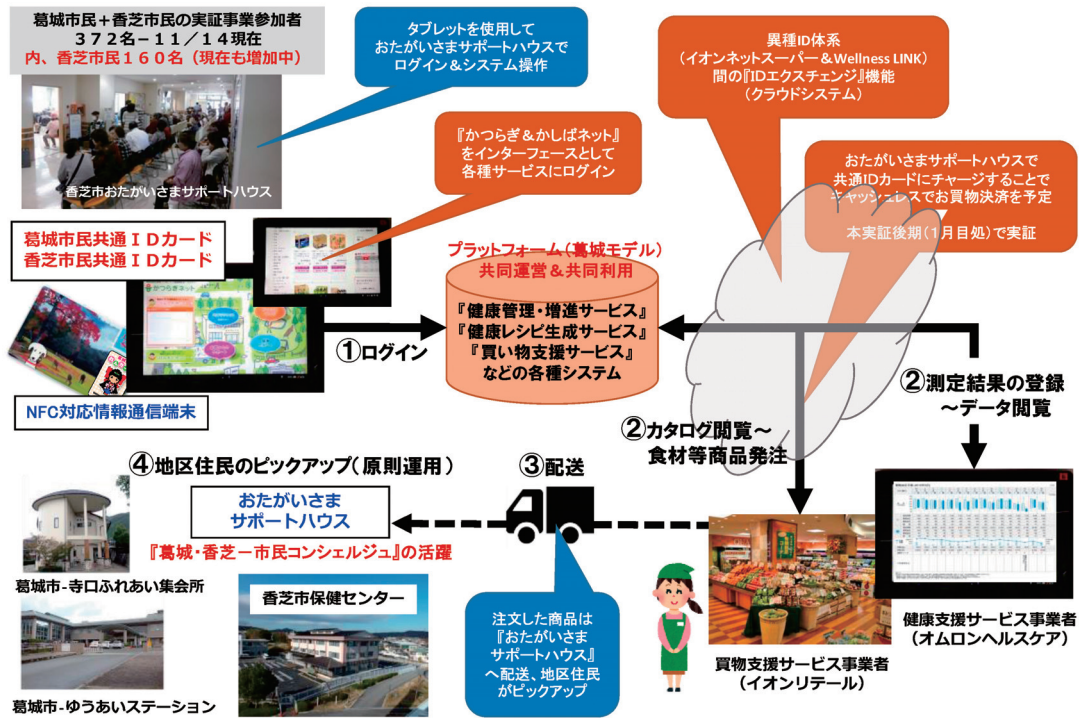 葛城市民＋香芝市民の実証事業参加者
３７２名－１１／１４現在
内、香芝市民１６０名（現在も増加中）
香芝市おたがいさまサポートハウス
タブレットを使用して
おたがいさまサポートハウスで
ログイン＆システム操作
異種ID体系
（イオンネットスーパー＆Wellness LINK）
間の『IDエクスチェンジ』機能
（クラウドシステム）
『かつらぎ＆かしばネット』
をインターフェースとして
各種サービスにログイン
おたがいさまサポートハウスで
共通IDカードにチャージすることで
キャッシュレスでお買物決済を予定
本実証後期（１月目処）で実証
葛城市民共通ＩＤカード
香芝市民共通ＩＤカード
かつらぎネット
NFC対応情報通信端末
①ログイン
プラットフォーム（葛城モデル）
共同運営＆共同利用
『健康管理・増進サービス』
『健康レシピ生成サービス』
『買い物支援サービス』
などの各種システム
②カタログ閲覧～
食材等商品発注
②測定結果の登録
～データ閲覧
③配送
④地区住民のピックアップ（原則運用）
おたがいさま
サポートハウス
『葛城・香芝－市民コンシェルジュ』の活躍
葛城市-寺口ふれあい集会所
香芝市保健センター
葛城市-ゆうあいステーション
注文した商品は
『おたがいさま
サポートハウス』
へ配送、地区住民
がピックアップ
買物支援サービス事業者
（イオンリテール）
健康支援サービス事業者
（オムロンヘルスケア）